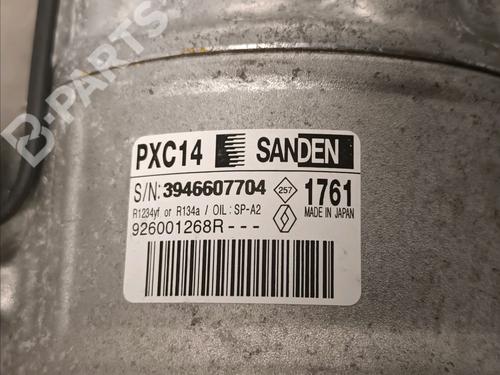 B-PARTS
PXC14 SANDEN
S/N: 3946607704 257 1761
R1234yf or R134a / OIL: SP-A2 MADE IN JAPAN
926001268R---